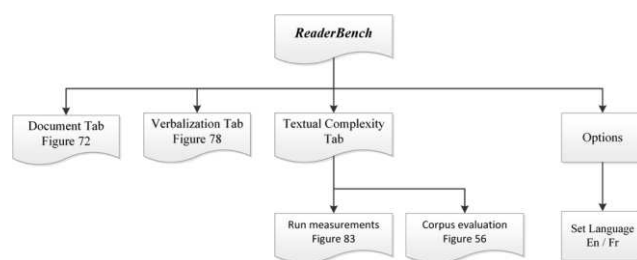 ReaderBench
Document Tab
Figure 72
Verbalization Tab
Figure 78
Textual Complexity
Tab
Options
Run measurements
Figure 83
Corpus evaluation
Figure 56
Set Language
En / Fr